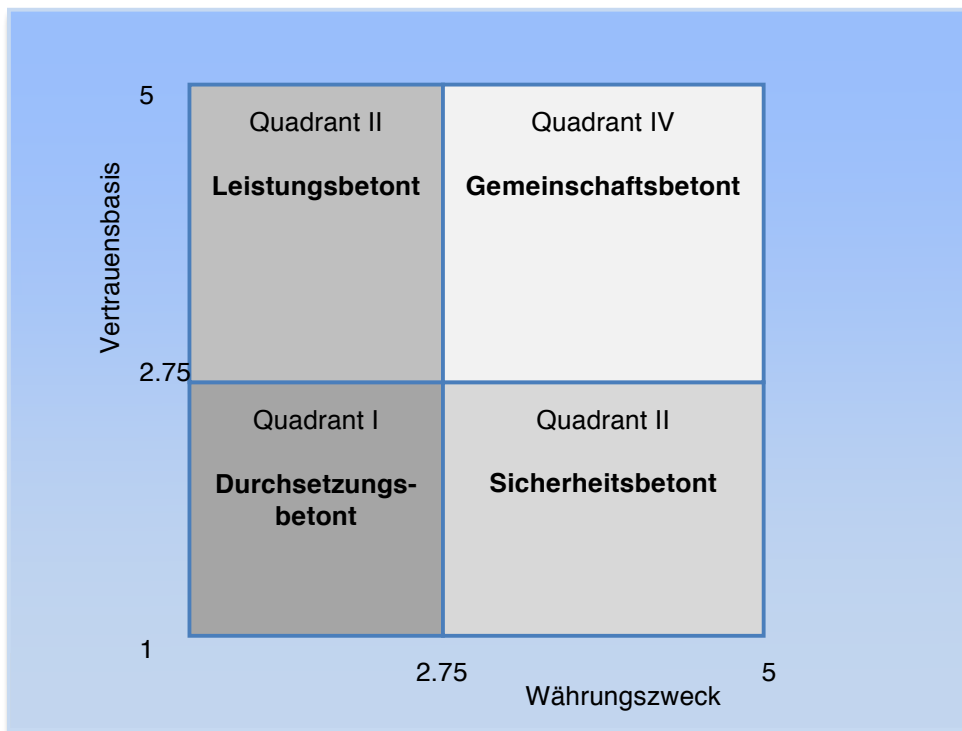 5
Quadrant II
Leistungsbetont
Quadrant IV
Gemeinschaftsbetont
Vertrauensbasis
2.75
Quadrant I
Durchsetzungs-
betont
Quadrant II
Sicherheitsbetont
1
2.75
5
Währungszweck